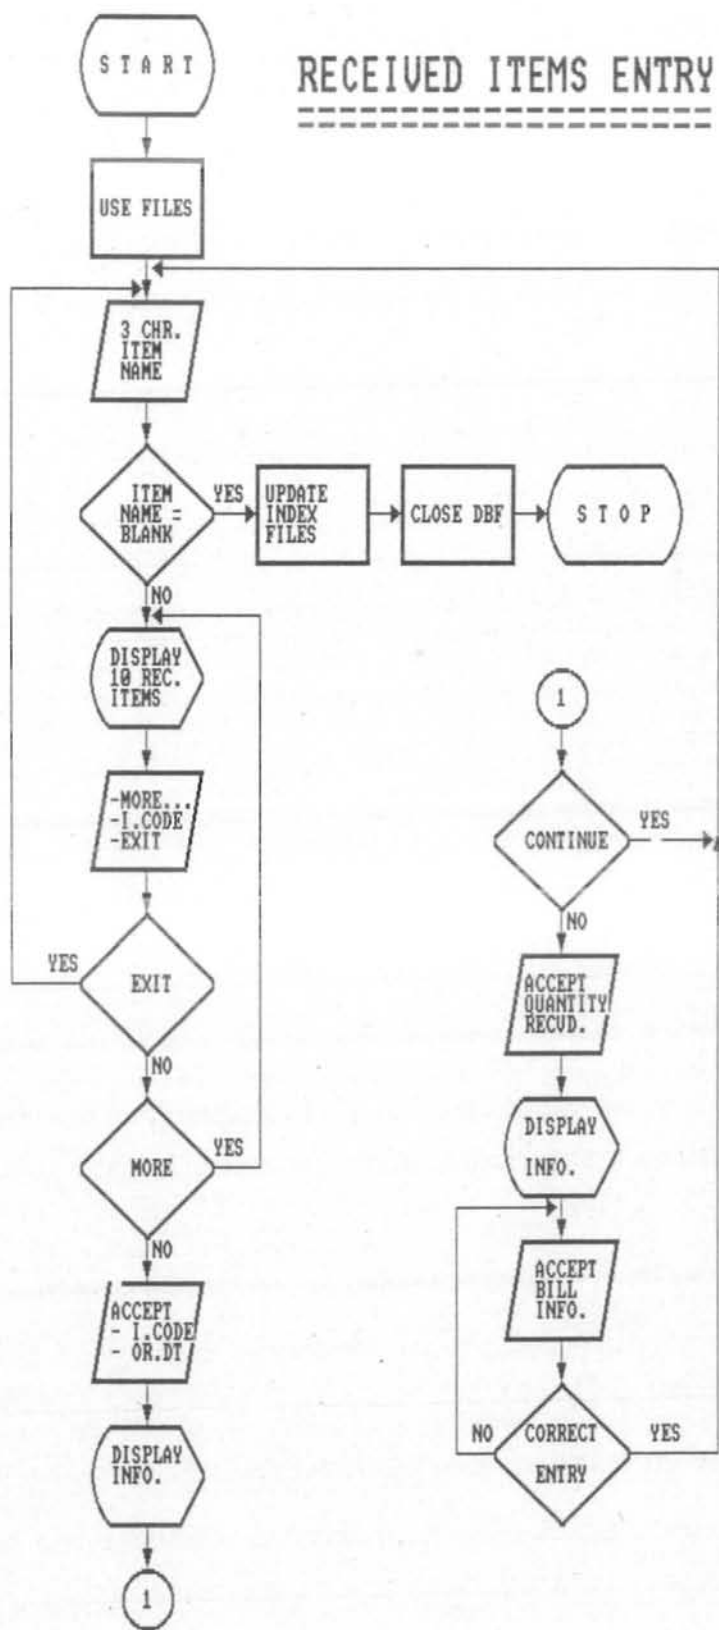 RECEIVED ITEMS ENTRY
S T A R T
USE FILES
3 CHR.
ITEM
NAME
ITEM
NAME =
BLANK
YES
UPDATE
INDEX
FILES
CLOSE DBF
S T O P
NO
DISPLAY
10 REC.
ITEMS
-MORE...
-I.CODE
-EXIT
YES
EXIT
NO
MORE
YES
NO
ACCEPT
- I.CODE
- OR.DT
DISPLAY
INFO.
1
1
CONTINUE
YES
NO
ACCEPT
QUANTITY
RECVD.
DISPLAY
INFO.
ACCEPT
BILL
INFO.
NO
CORRECT
ENTRY
YES